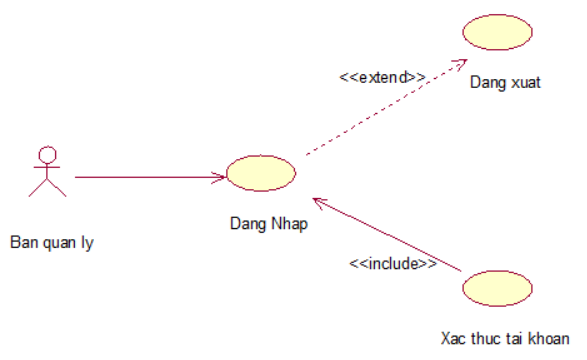 <<extend>>
Dang xuat
Dang Nhap
Ban quan ly
<<include>>
Xac thuc tai khoan